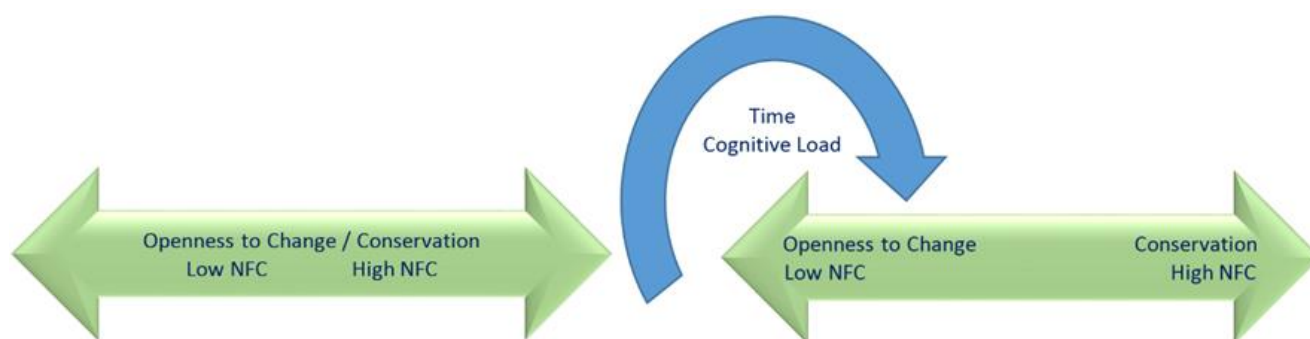 Time
Cognitive Load
Openness to Change / Conservation
Low NFC High NFC
Openness to Change Conservation
Low NFC High NFC